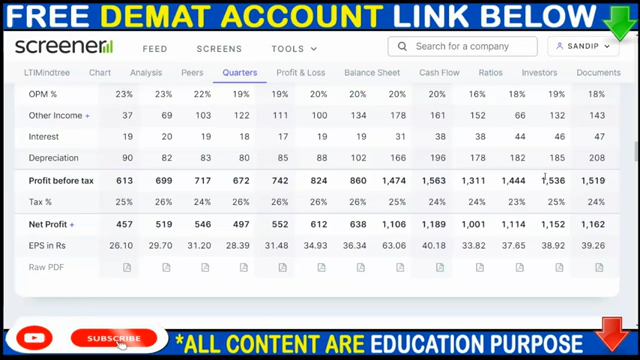 FREE DEMAT ACCOUNT LINK BELOW
screener FEED SCREENS TOOLS Search for a company SANDIP
LTIMindtree Chart Analysis Peers Quarters Profit & Loss Balance Sheet Cash Flow Ratios Investors Documents
OPM % 23% 23% 22% 19% 19% 20% 20% 20% 20% 16% 18% 19% 18%
Other Income + 37 69 103 122 111 100 134 178 161 152 66 132 143
Interest 19 20 19 18 17 19 19 31 38 38 44 46 47
Depreciation 90 82 83 80 85 88 102 166 196 178 182 185 208
Profit before tax 613 699 717 672 742 824 860 1,474 1,563 1,311 1,444 1,536 1,519
Tax % 25% 26% 24% 26% 26% 26% 26% 25% 24% 24% 23% 25% 24%
Net Profit + 457 519 546 497 552 612 638 1,106 1,189 1,001 1,114 1,152 1,162
EPS in Rs 26.10 29.70 31.20 28.39 31.48 34.93 36.34 63.06 40.18 33.82 37.65 38.92 39.26
Raw PDF
SUBSCRIBE
*ALL CONTENT ARE EDUCATION PURPOSE